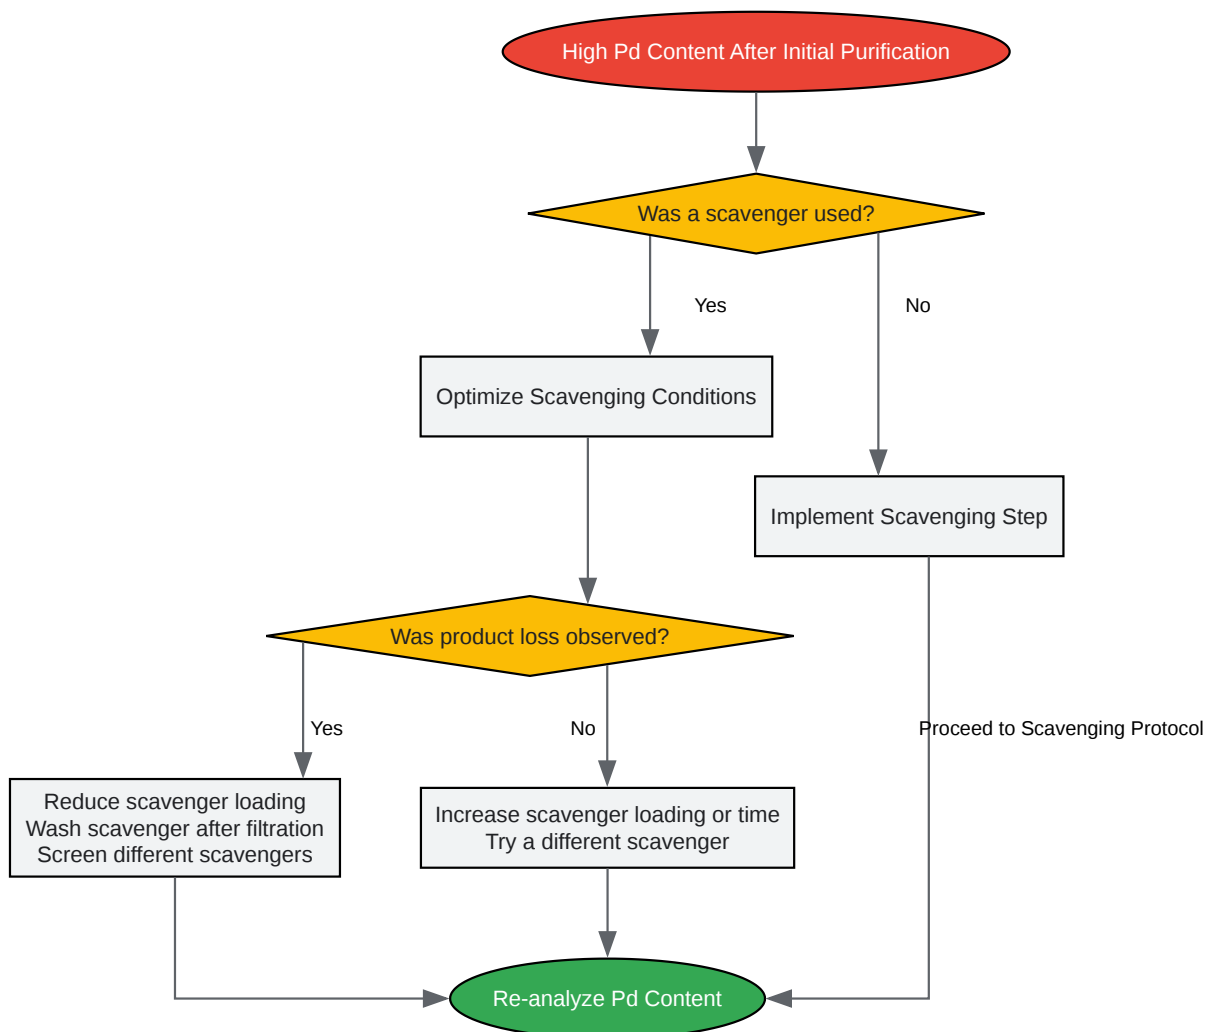 High Pd Content After Initial Purification
Was a scavenger used?
Yes
No
Optimize Scavenging Conditions
Implement Scavenging Step
Was product loss observed?
Yes
No
Proceed to Scavenging Protocol
Reduce scavenger loading
Wash scavenger after filtration
Screen different scavengers
Increase scavenger loading or time
Try a different scavenger
Re-analyze Pd Content